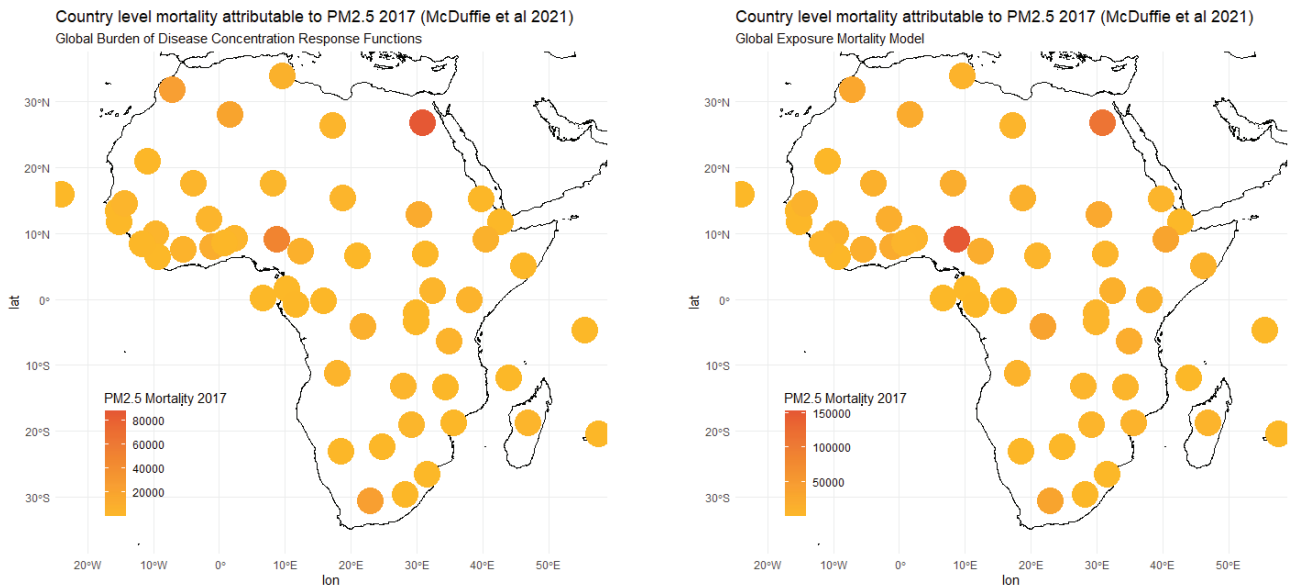 Country level mortality attributable to PM2.5 2017 (McDuffie et al 2021)
Global Burden of Disease Concentration Response Functions
30°N
20°N
10°N
0°
10°S
20°S
30°S
lat
PM2.5 Mortality 2017
80000
60000
40000
20000
20°W
10°W
0°
10°E
20°E
30°E
40°E
50°E
lon
Country level mortality attributable to PM2.5 2017 (McDuffie et al 2021)
Global Exposure Mortality Model
30°N
20°N
10°N
0°
10°S
20°S
30°S
lat
PM2.5 Mortality 2017
150000
100000
50000
20°W
10°W
0°
10°E
20°E
30°E
40°E
50°E
lon